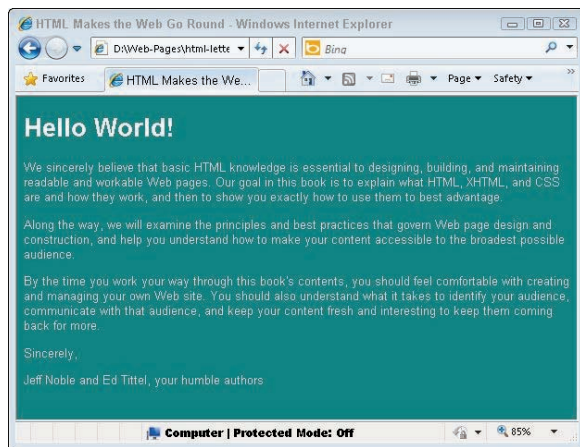 HTML Makes the Web Go Round - Windows Internet Explorer
D:\Web-Pages\html-lette
Bing
Favorites
HTML Makes the We...
Page
Safety
»
Hello World!
We sincerely believe that basic HTML knowledge is essential to designing, building, and maintaining
readable and workable Web pages. Our goal in this book is to explain what HTML, XHTML, and CSS
are and how they work, and then to show you exactly how to use them to best advantage.
Along the way, we will examine the principles and best practices that govern Web page design and
construction, and help you understand how to make your content accessible to the broadest possible
audience.
By the time you work your way through this book's contents, you should feel comfortable with creating
and managing your own Web site. You should also understand what it takes to identify your audience,
communicate with that audience, and keep your content fresh and interesting to keep them coming
back for more.
Sincerely,
Jeff Noble and Ed Tittel, your humble authors
Computer | Protected Mode: Off
85%